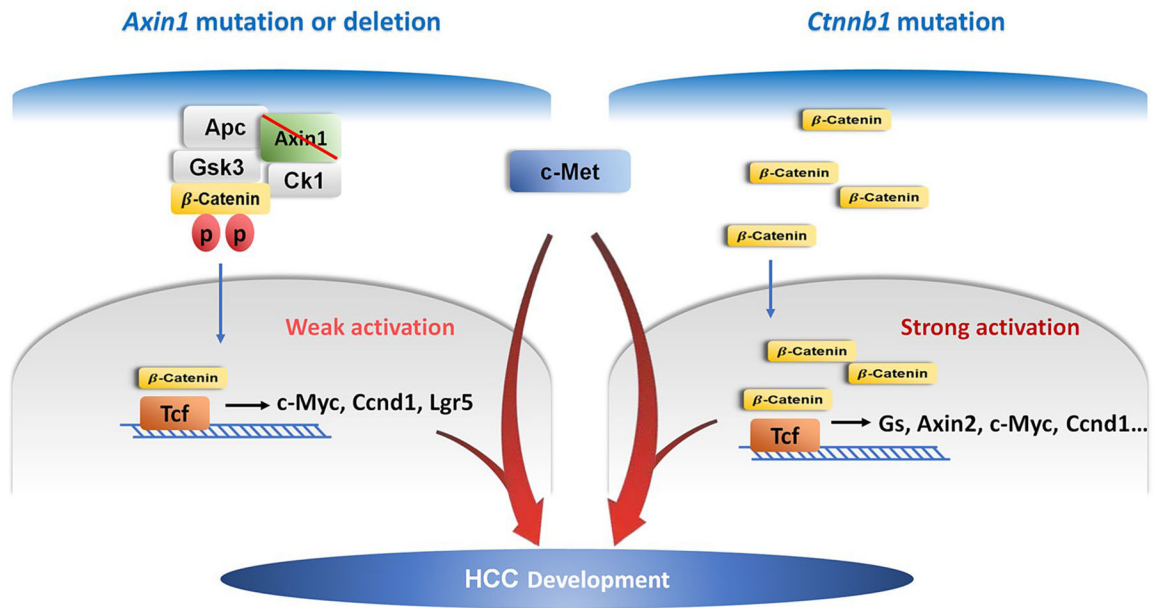 Axin1 mutation or deletion
Ctnnb1 mutation
Apc
Axin1
Gsk3
Ck1
β-Catenin
p p
c-Met
β-Catenin
β-Catenin
β-Catenin
β-Catenin
Weak activation
β-Catenin
Tcf
c-Myc, Ccnd1, Lgr5
Strong activation
β-Catenin
β-Catenin
β-Catenin
Tcf
Gs, Axin2, c-Myc, Ccnd1...
HCC Development